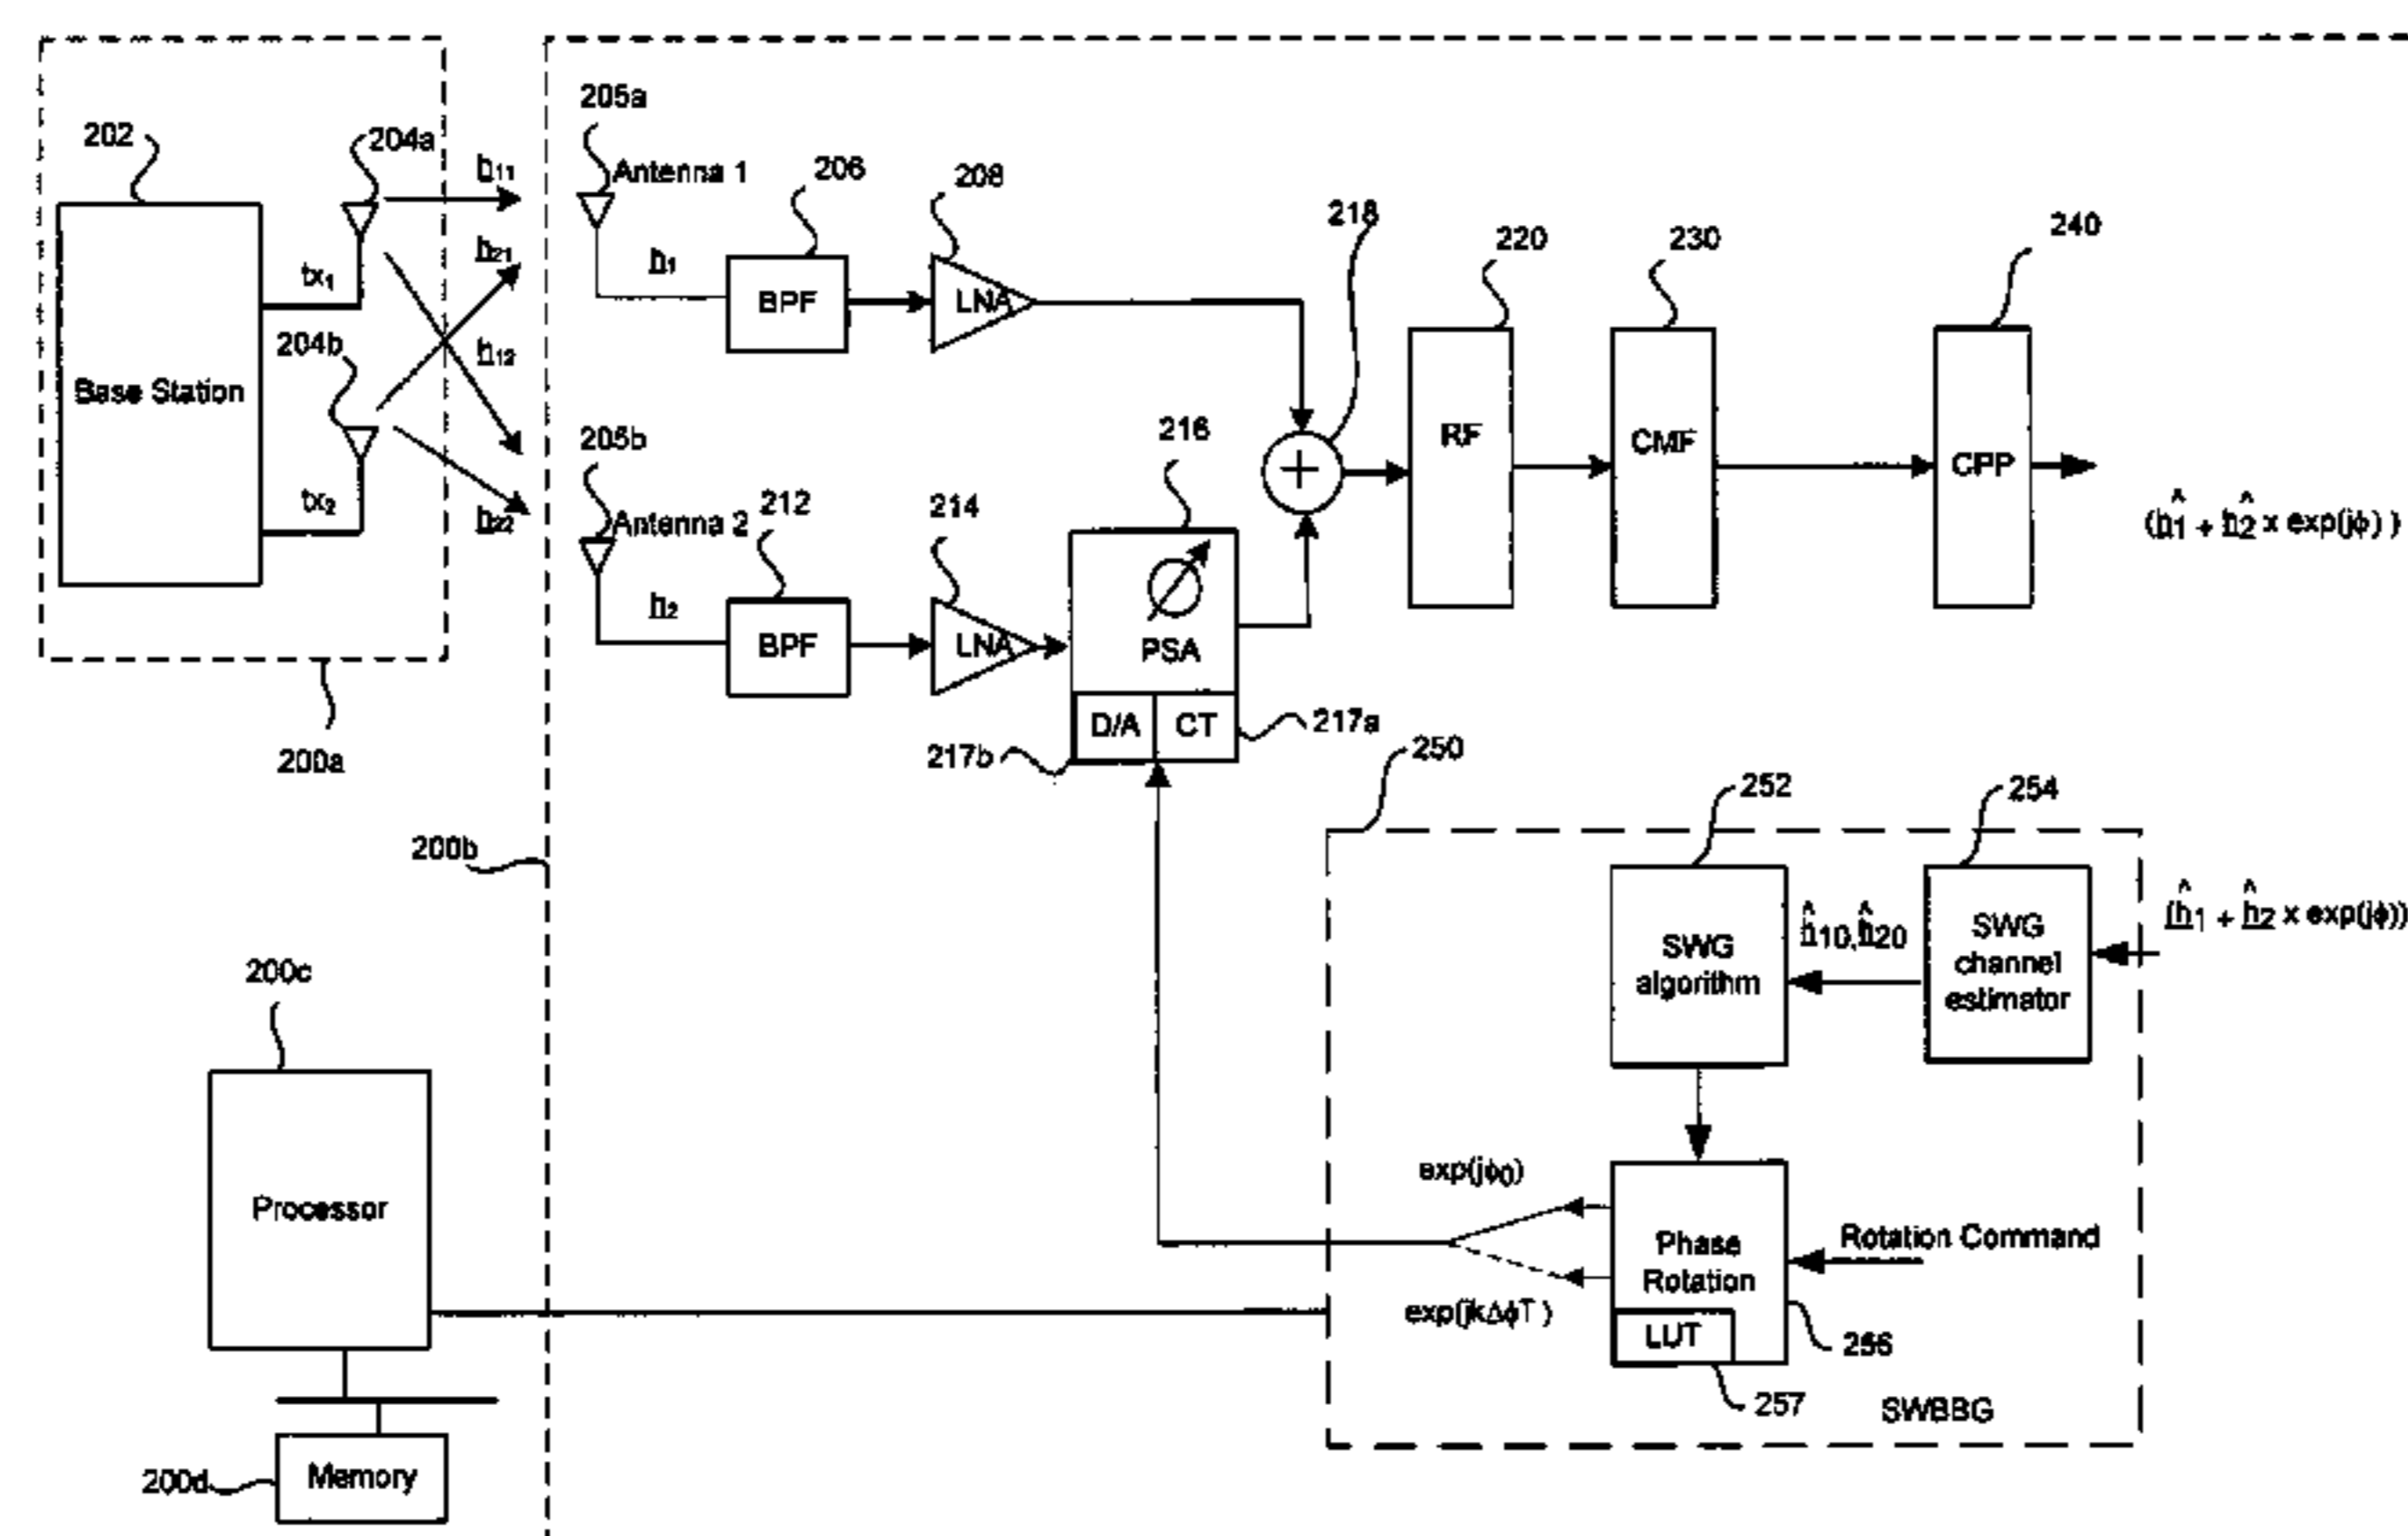 202
204a
h11
205a
Antenna 1
206
208
218
220
230
240
h21
tx1
h1
BPF
LNA
204b
h12
Base Station
205b
216
RF
CMF
CPP
+
tx2
h22
Antenna 2
212
214
(ĥ1 + ĥ2 x exp(jϕ) )
h2
BPF
LNA
PSA
D/A
CT
217a
217b
200a
250
252
254
200b
SWG
algorithm
ĥ10,ĥ20
SWG
channel
estimator
(ĥ1 + ĥ2 x exp(jϕ))
200c
Processor
exp(jϕ0)
Phase
Rotation
Rotation Command
exp(jkΔϕT )
LUT
256
257
SWBBG
200d
Memory